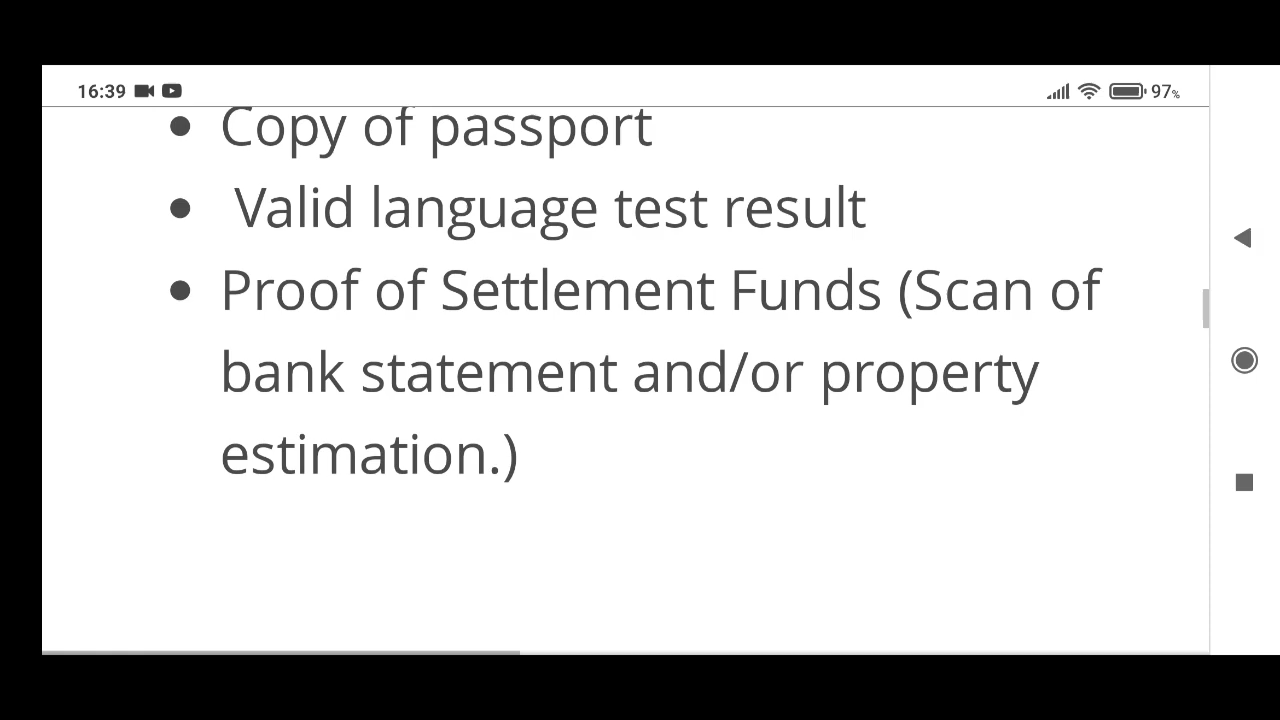 16:39 97%
• Copy of passport
• Valid language test result
• Proof of Settlement Funds (Scan of
bank statement and/or property
estimation.)